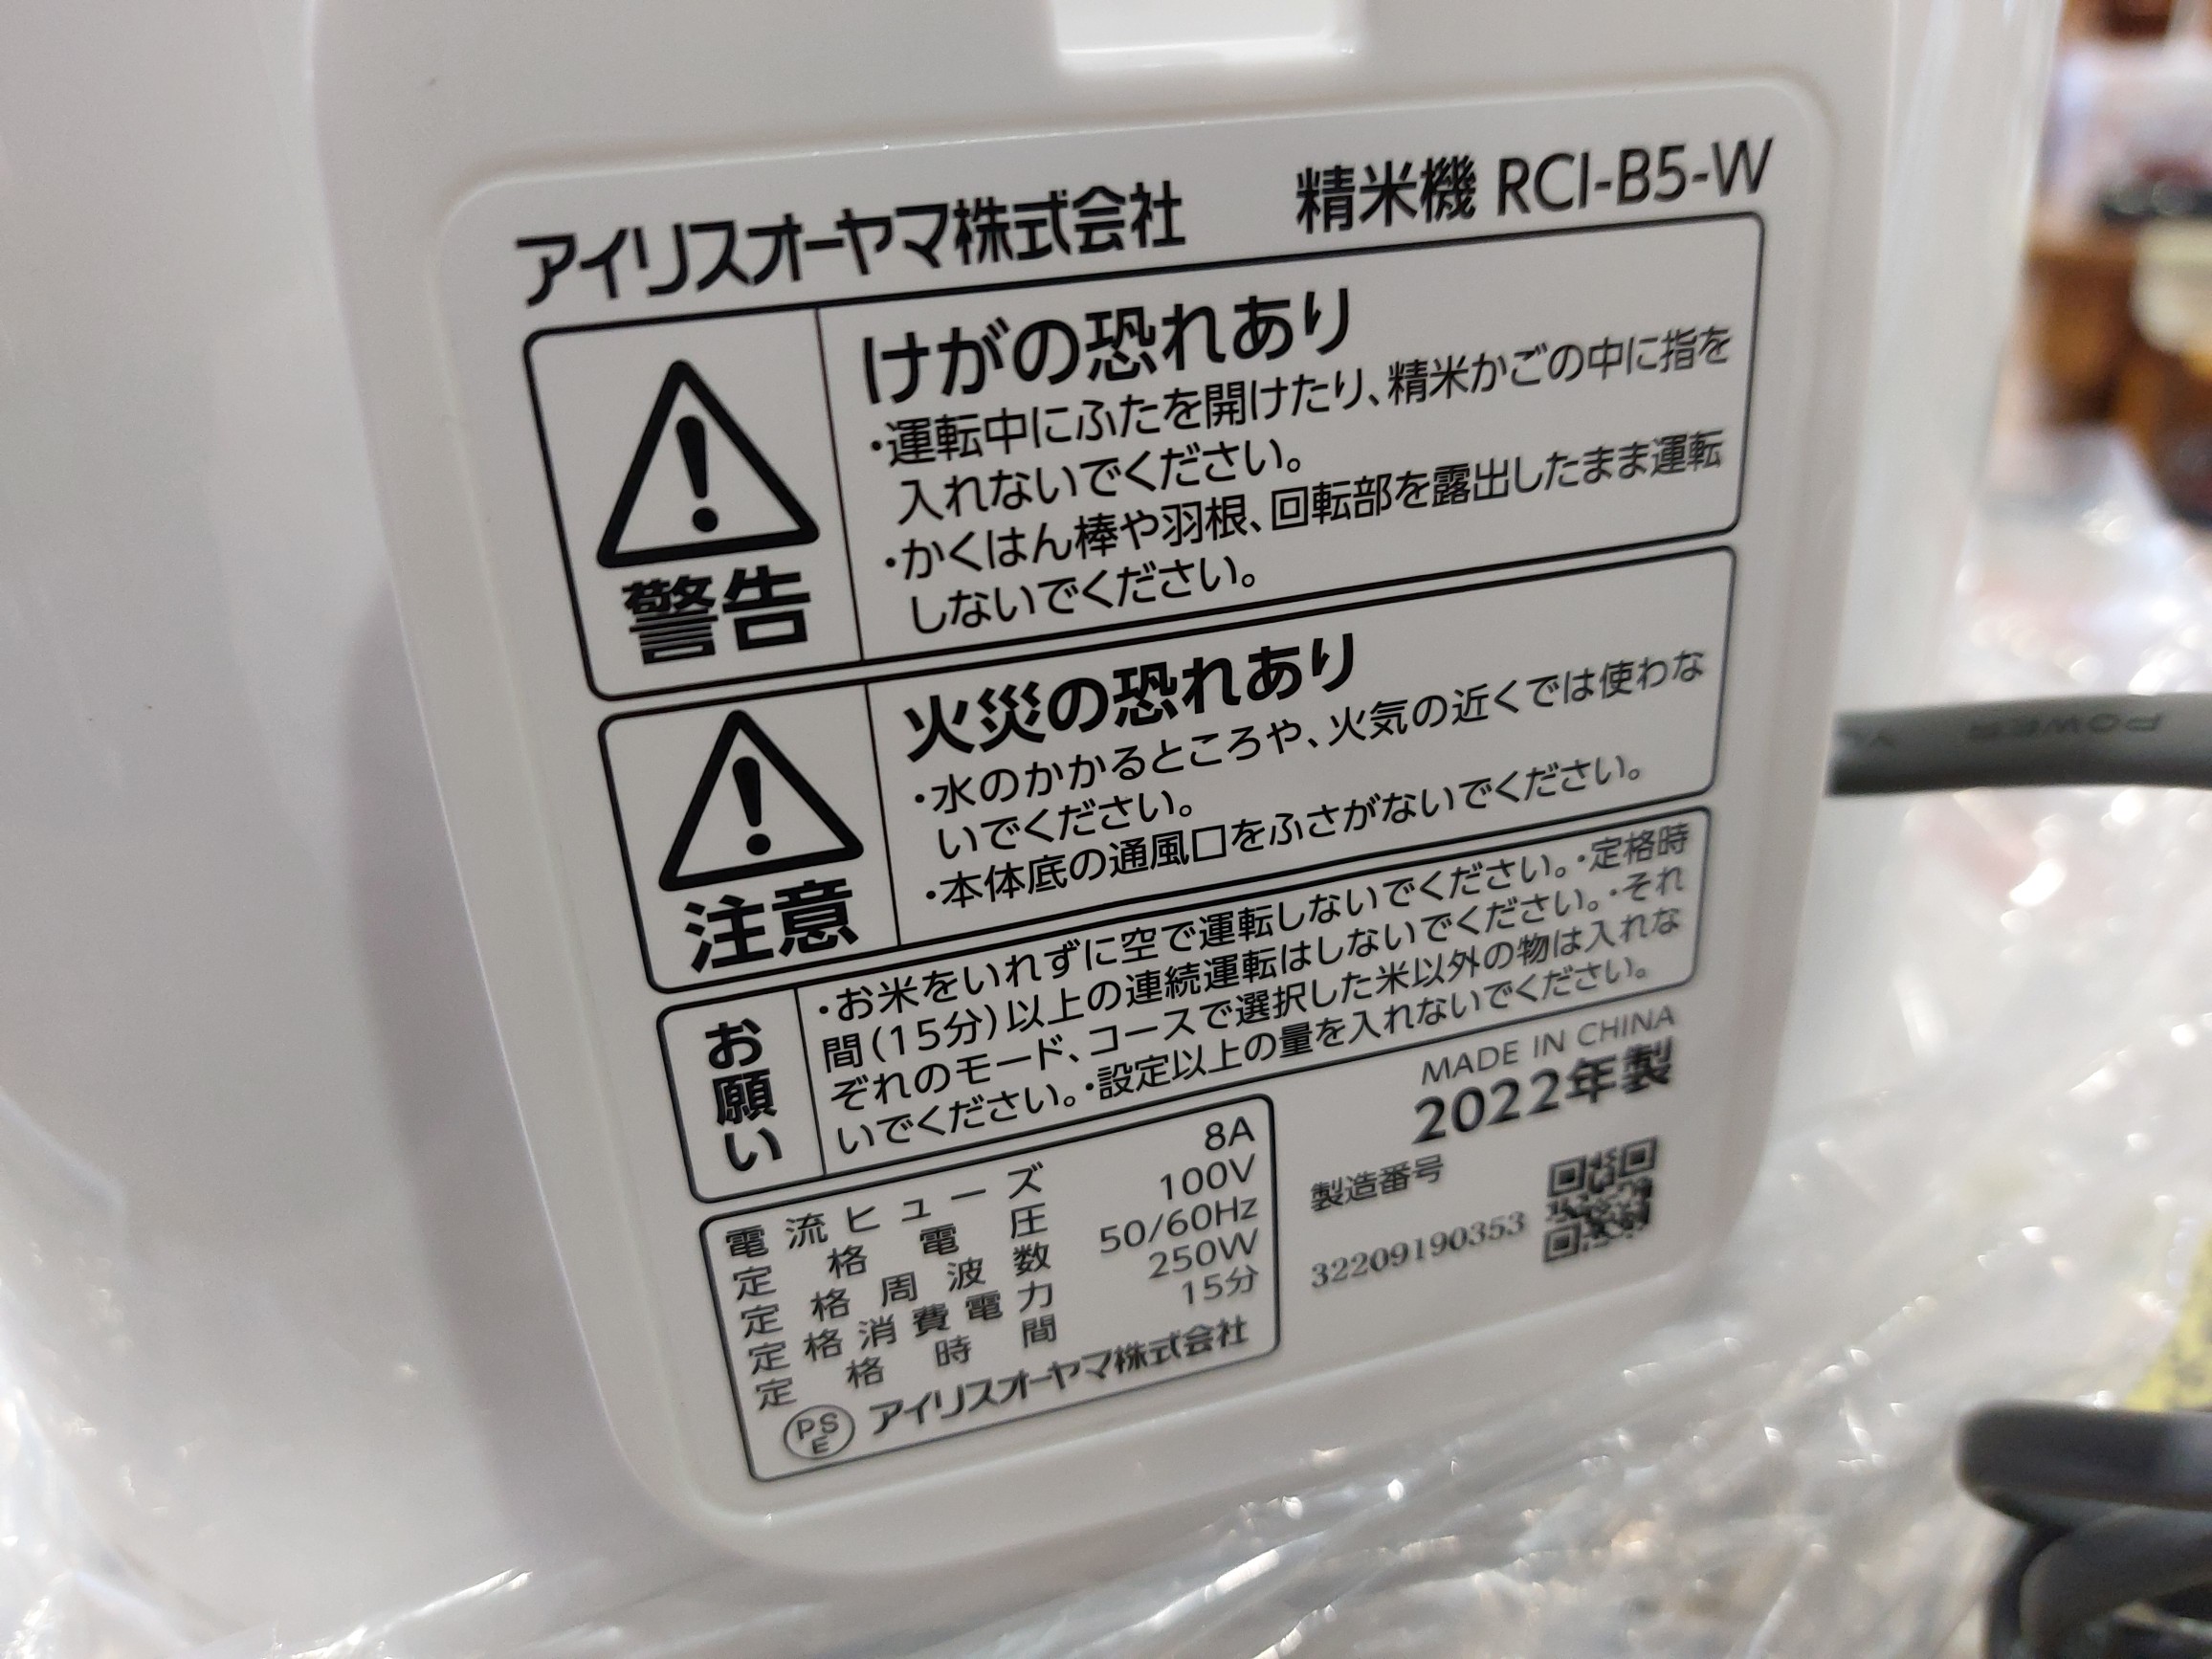 アイリスオーヤマ株式会社 精米機 RCI-B5-W
警告
けがの恐れあり
・運転中にふたを開けたり、精米かごの中に指を
入れないでください。
・かくはん棒や羽根、回転部を露出したまま運転
しないでください。
注意
火災の恐れあり
・水のかかるところや、火気の近くでは使わな
いでください。
・本体底の通風口をふさがないでください。
お願い
・お米をいれずに空で運転しないでください。・定格時
間(15分)以上の連続運転はしないでください。・それ
ぞれのモード、コースで選択した米以外の物は入れな
いでください。・設定以上の量を入れないでください。
電流ヒューズ 8A
定格電圧 100V
定格周波数 50/60Hz
定格消費電力 250W
定格時間 15分
PSE アイリスオーヤマ株式会社
MADE IN CHINA
2022年製
製造番号
32209190353
POWER